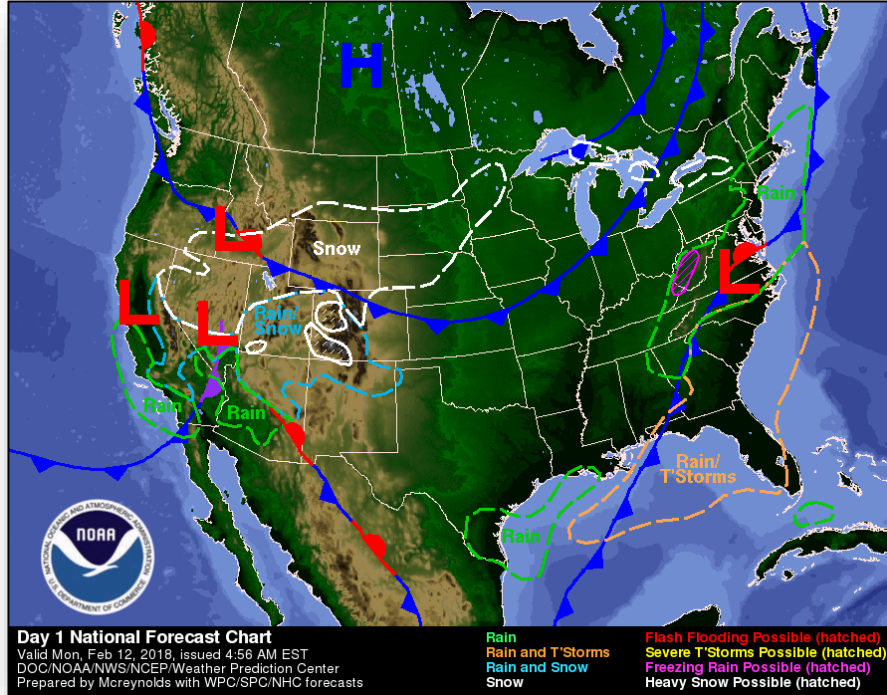 H
L
Snow
L
Rain
L
Rain/
Snow
L
Rain
Rain
Rain/
T'Storms
Rain
NATIONAL OCEANIC AND ATMOSPHERIC ADMINISTRATION
NOAA
U.S. DEPARTMENT OF COMMERCE
Day 1 National Forecast Chart
Valid Mon, Feb 12, 2018, issued 4:56 AM EST
DOC/NOAA/NWS/NCEP/Weather Prediction Center
Prepared by Mcreynolds with WPC/SPC/NHC forecasts
Rain
Rain and T'Storms
Rain and Snow
Snow
Flash Flooding Possible (hatched)
Severe T'Storms Possible (hatched)
Freezing Rain Possible (hatched)
Heavy Snow Possible (hatched)